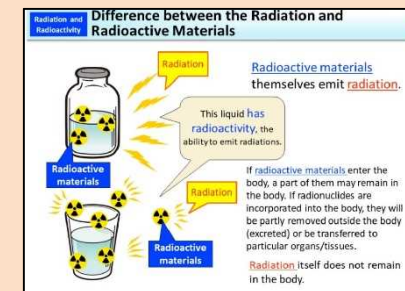 Radiation and
Radioactivity
Difference between the Radiation and
Radioactive Materials
Radiation
Radioactive materials
themselves emit radiation.
This liquid has
radioactivity, the
ability to emit radiations.
Radioactive
materials
Radiation
Radioactive
materials
If radioactive materials enter the
body, a part of them may remain in
the body. If radionuclides are
incorporated into the body, they will
be partly removed outside the body
(excreted) or be transferred to
particular organs/tissues.
Radiation itself does not remain
in the body.